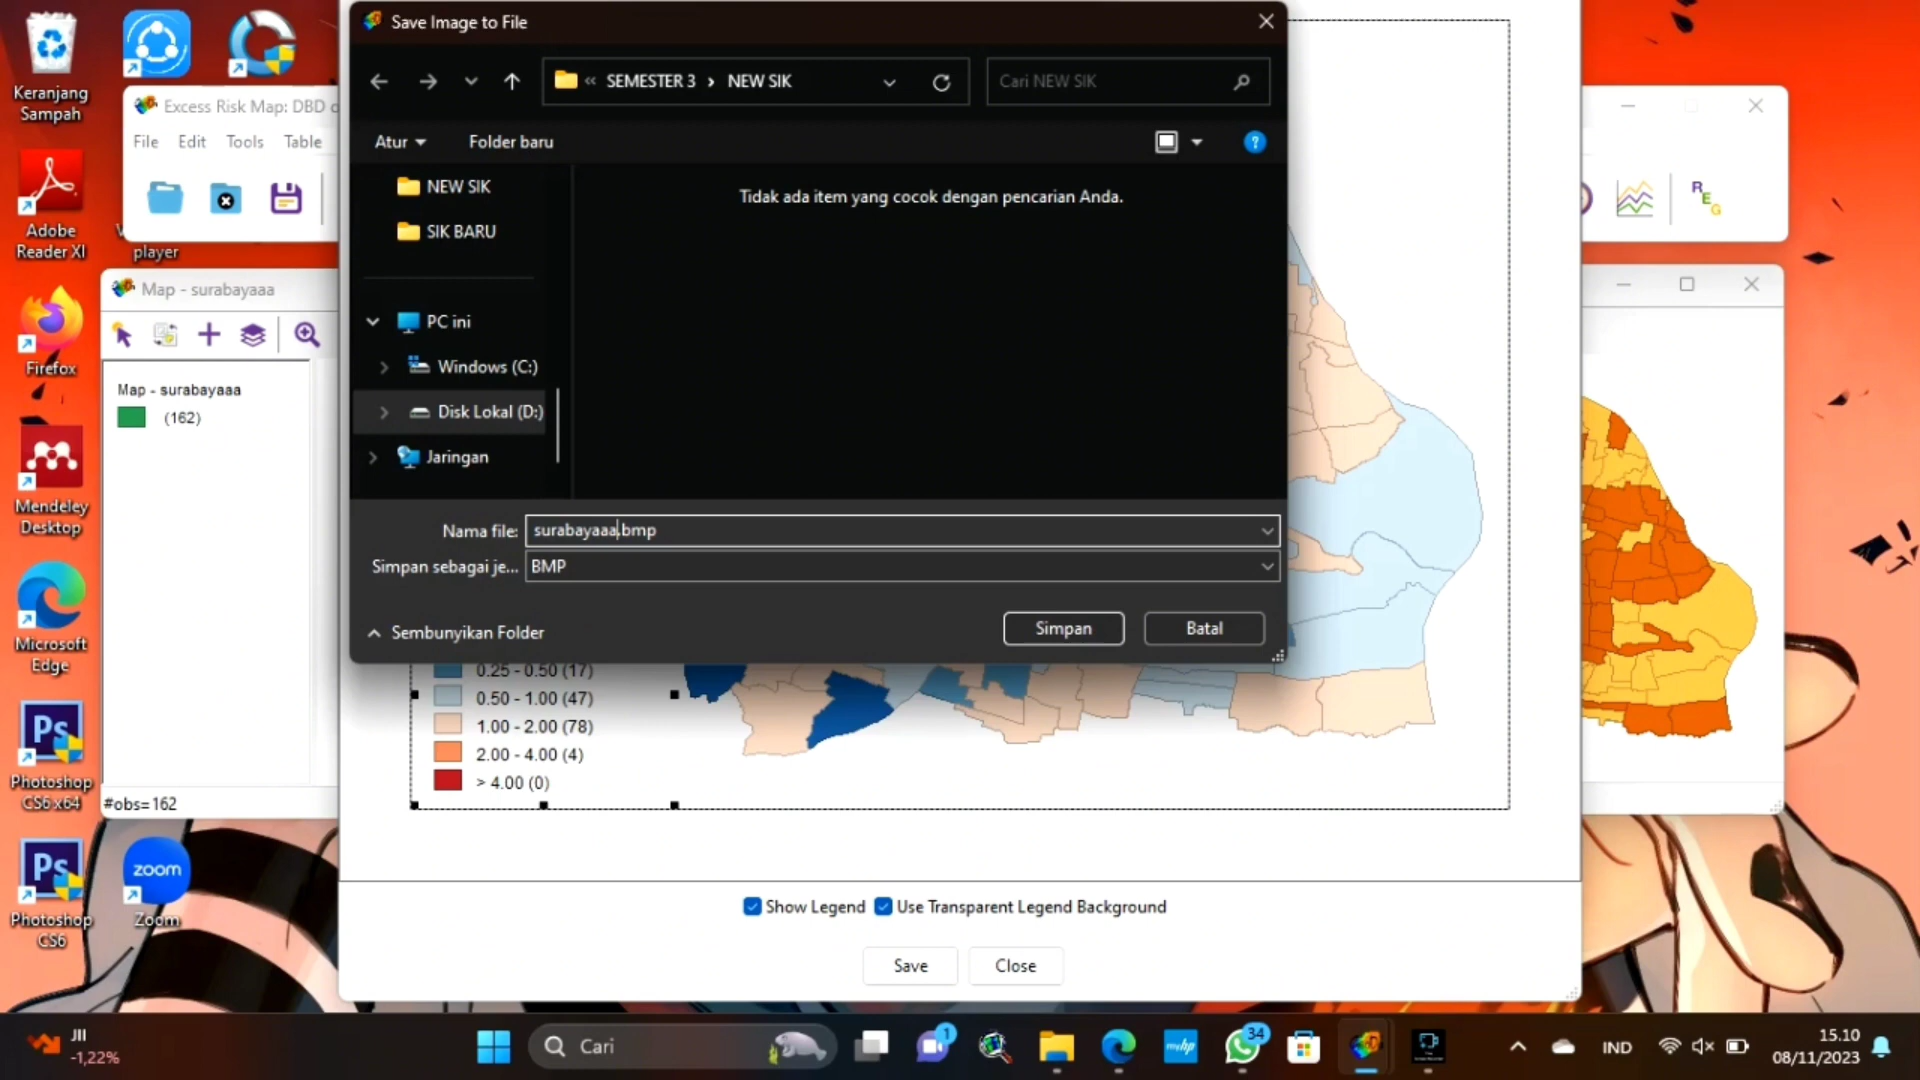 Save Image to File
SEMESTER 3 > NEW SIK
Cari NEW SIK
Atur
Folder baru
NEW SIK
SIK BARU
PC ini
Windows (C:)
Disk Lokal (D:)
Jaringan
Tidak ada item yang cocok dengan pencarian Anda.
Nama file:
surabayaaa.bmp
Simpan sebagai je...
BMP
Sembunyikan Folder
Simpan
Batal
Keranjang
Sampah
Adobe
Reader XI
player
Firefox
Mendeley
Desktop
Microsoft
Edge
Ps
Photoshop
CS6 x64
Ps
Photoshop
CS6
zoom
Zoom
Excess Risk Map: DBD
File
Edit
Tools
Table
REG
Map - surabayaaa
Map - surabayaaa
(162)
#obs=162
0.25 - 0.50 (17)
0.50 - 1.00 (47)
1.00 - 2.00 (78)
2.00 - 4.00 (4)
> 4.00 (0)
Show Legend
Use Transparent Legend Background
Save
Close
JII
-1,22%
Cari
1
myhp
34
IND
15.10
08/11/2023